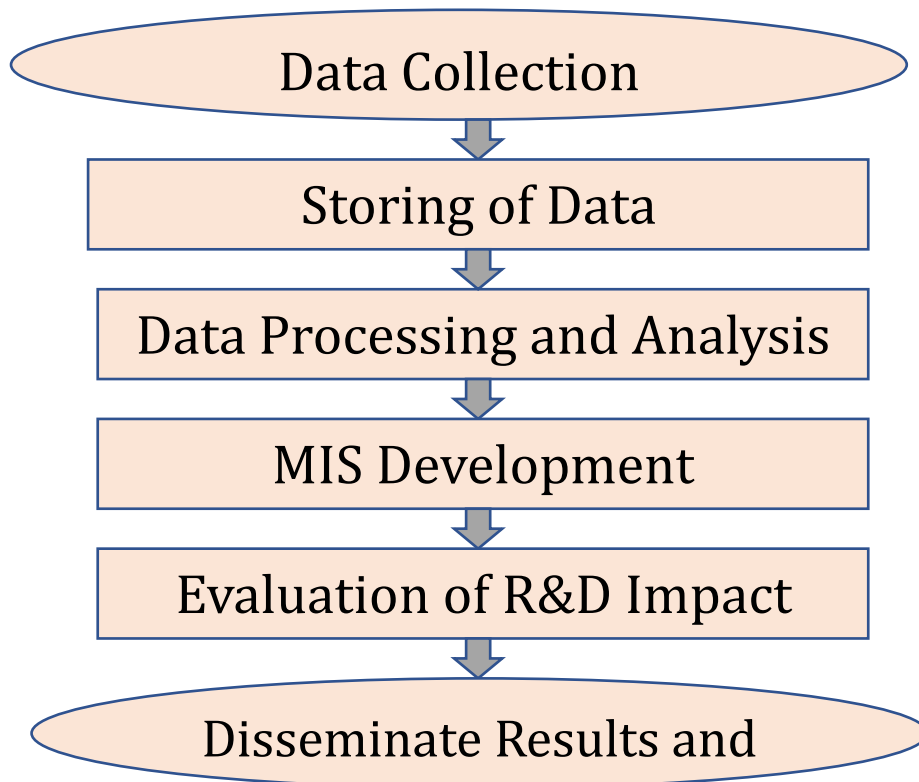 Data Collection
Storing of Data
Data Processing and Analysis
MIS Development
Evaluation of R&D Impact
Disseminate Results and